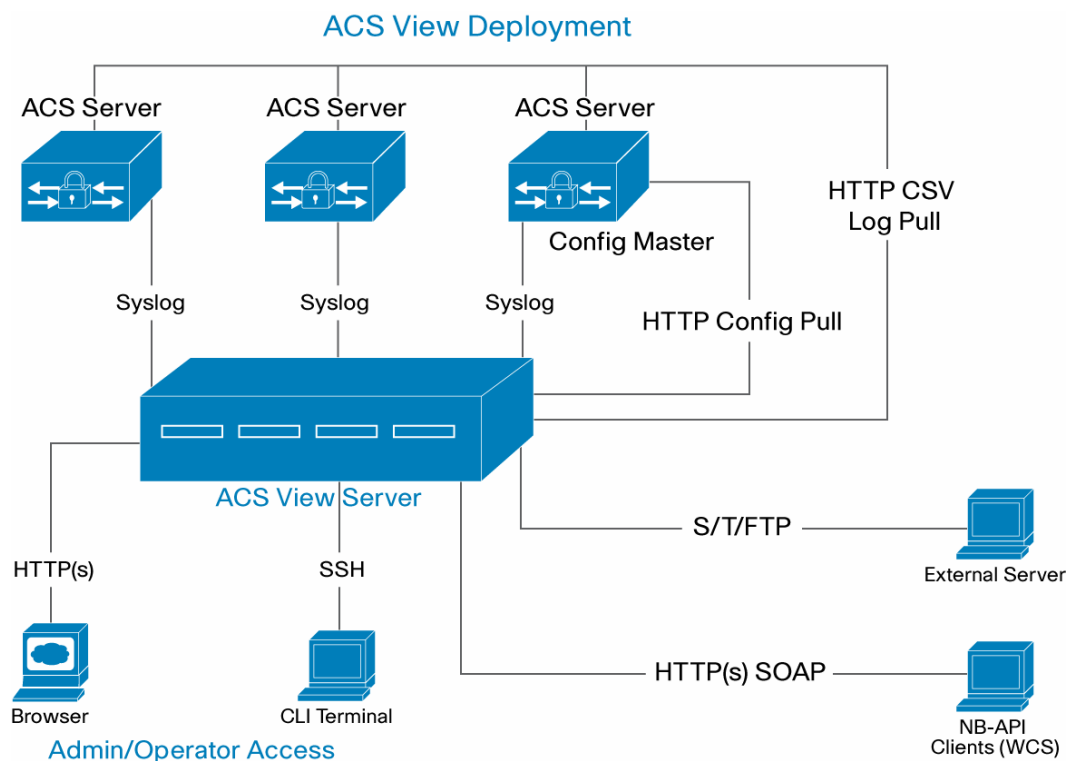 ACS View Deployment
ACS Server
ACS Server
ACS Server
HTTP CSV
Log Pull
Config Master
Syslog
Syslog
Syslog
HTTP Config Pull
ACS View Server
S/T/FTP
External Server
HTTP(s)
SSH
HTTP(s) SOAP
Browser
CLI Terminal
NB-API
Clients (WCS)
Admin/Operator Access